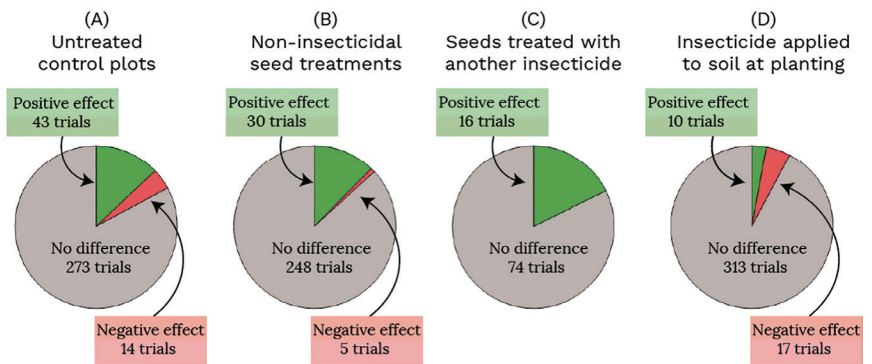 (A)
Untreated
control plots
Positive effect
43 trials
No difference
273 trials
Negative effect
14 trials
(B)
Non-insecticidal
seed treatments
Positive effect
30 trials
No difference
248 trials
Negative effect
5 trials
(C)
Seeds treated with
another insecticide
Positive effect
16 trials
No difference
74 trials
(D)
Insecticide applied
to soil at planting
Positive effect
10 trials
No difference
313 trials
Negative effect
17 trials